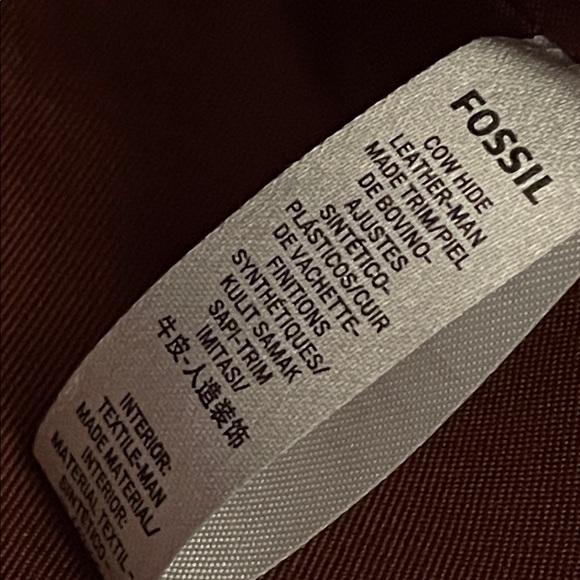 FOSSIL
COW HIDE
LEATHER-MAN
MADE TRIM/PIEL
DE BOVINO-
AJUSTES
SINTÉTICO-
PLÁSTICOS/CUIR
DE VACHETTE-
FINITIONS
SYNTHÉTIQUES/
KULIT SAMAK
SAPI-TRIM
IMITASI/
牛皮-人造装饰
INTERIOR:
TEXTILE-MAN
MADE MATERIAL/
INTERIOR:
MATERIAL TEXTIL-
SINTÉTICO-